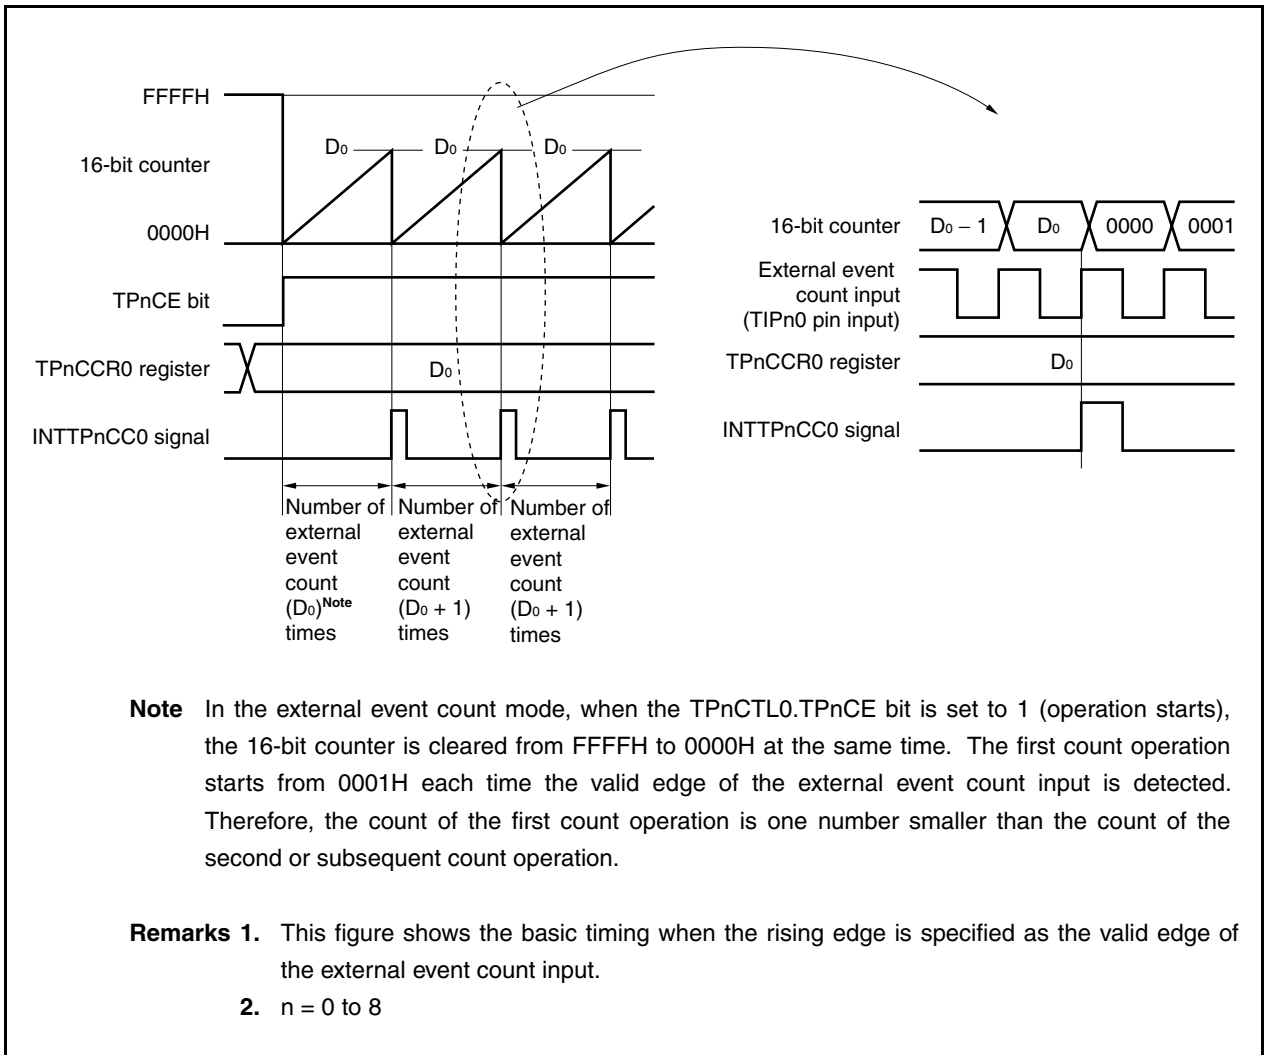 FFFFH
16-bit counter
0000H
D0 D0 D0
TPnCE bit
TPnCCR0 register
D0
INTTPnCC0 signal
Number of
external
event
count
(D0)Note
times
Number of
external
event
count
(D0 + 1)
times
Number of
external
event
count
(D0 + 1)
times
16-bit counter
D0 − 1 D0 0000 0001
External event
count input
(TIPn0 pin input)
TPnCCR0 register
D0
INTTPnCC0 signal
Note In the external event count mode, when the TPnCTL0.TPnCE bit is set to 1 (operation starts),
the 16-bit counter is cleared from FFFFH to 0000H at the same time. The first count operation
starts from 0001H each time the valid edge of the external event count input is detected.
Therefore, the count of the first count operation is one number smaller than the count of the
second or subsequent count operation.
Remarks 1. This figure shows the basic timing when the rising edge is specified as the valid edge of
the external event count input.
2. n = 0 to 8